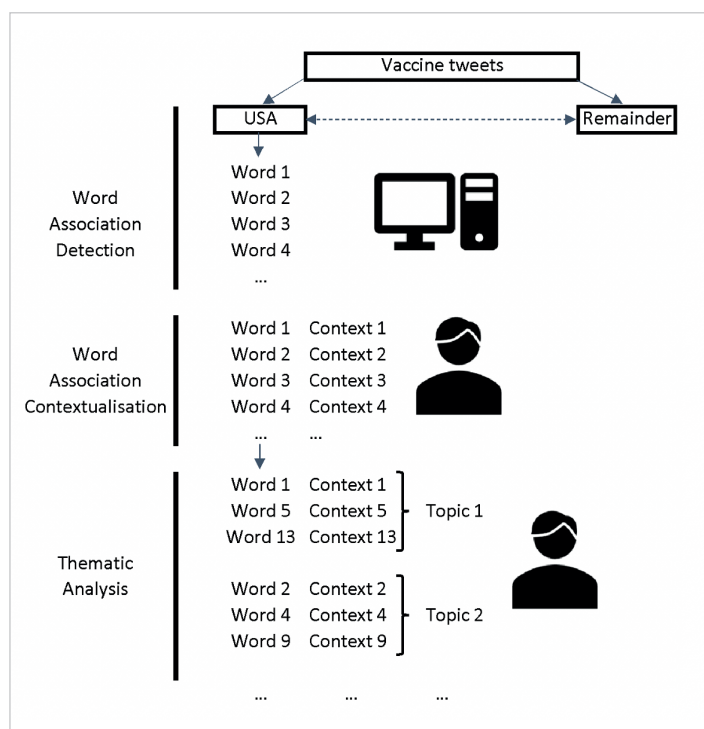 Vaccine tweets
USA
Remainder
Word
Association
Detection
Word 1
Word 2
Word 3
Word 4
...
Word
Association
Contextualisation
Word 1 Context 1
Word 2 Context 2
Word 3 Context 3
Word 4 Context 4
... ...
Thematic
Analysis
Word 1 Context 1
Word 5 Context 5
Word 13 Context 13
Topic 1
Word 2 Context 2
Word 4 Context 4
Word 9 Context 9
Topic 2
... ... ...